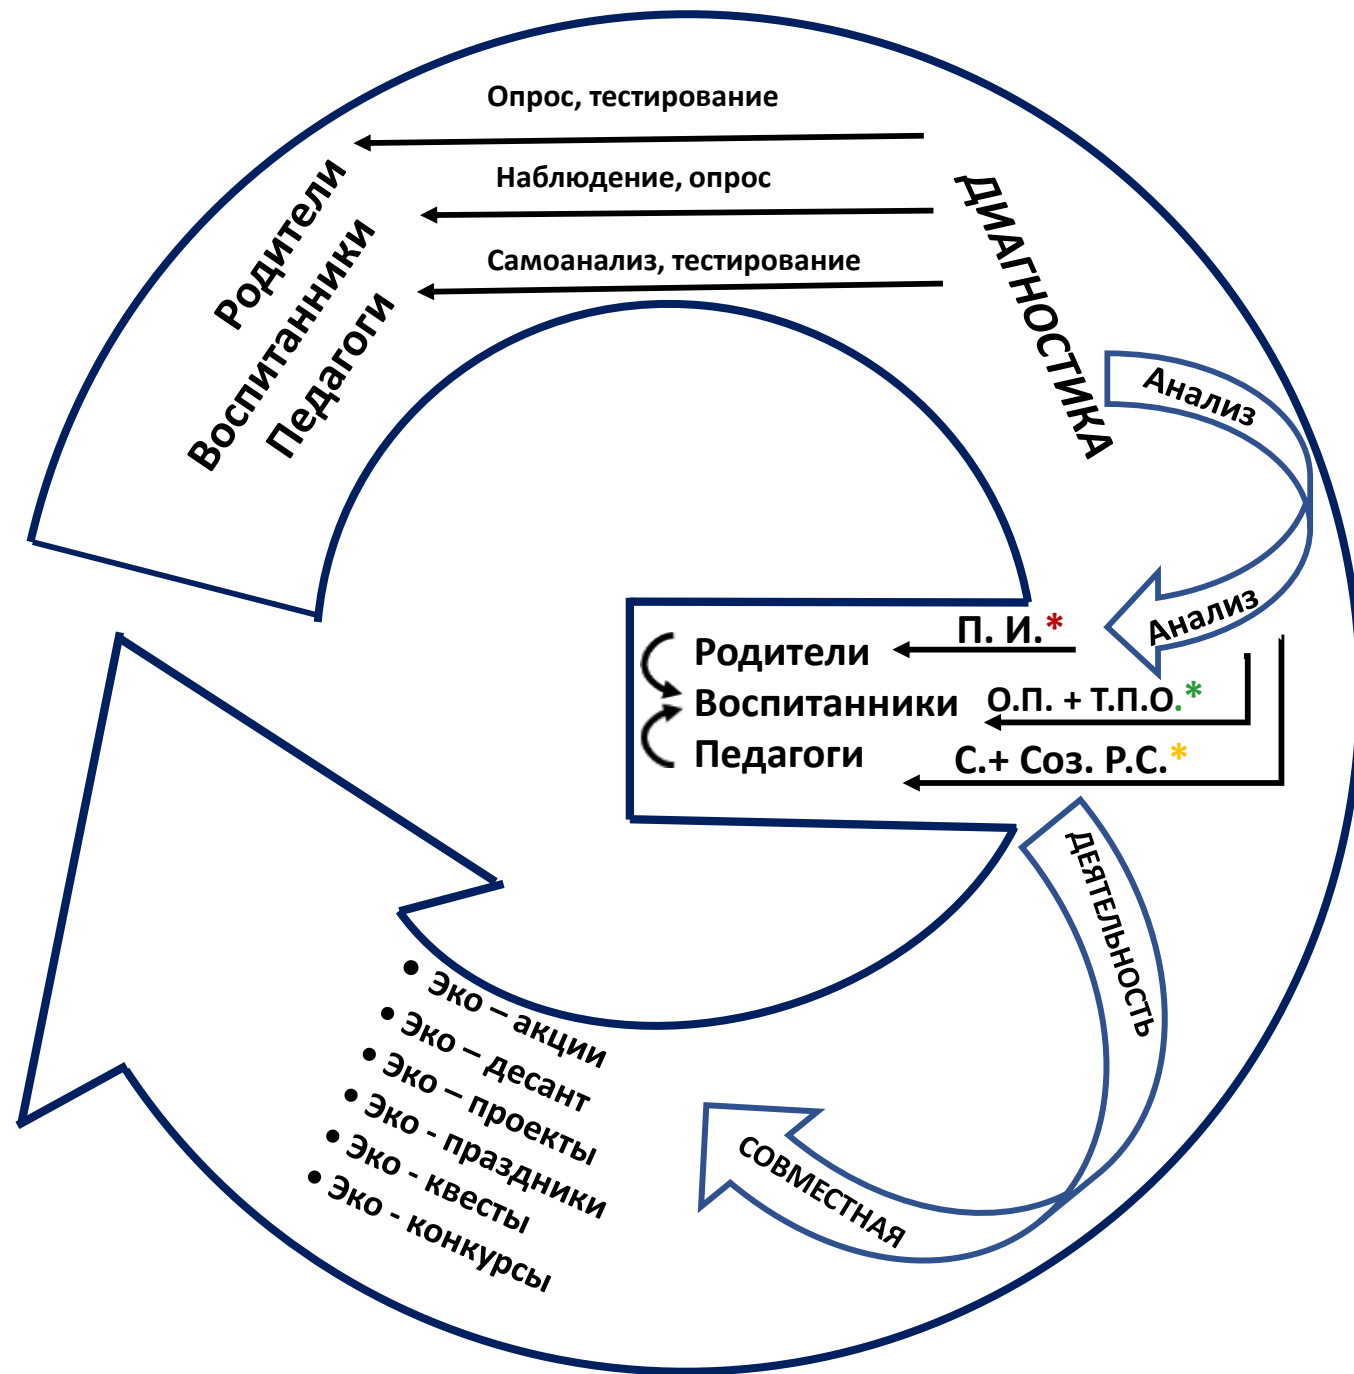 Опрос, тестирование
Наблюдение, опрос
Самоанализ, тестирование
Родители
Воспитанники
Педагоги
ДИАГНОСТИКА
Анализ
Анализ
П. И.*
Родители
О.П. + Т.П.О.*
Воспитанники
С.+ Соз. Р.С.*
Педагоги
ДЕЯТЕЛЬНОСТЬ
СОВМЕСТНАЯ
• Эко – акции
• Эко – десант
• Эко – проекты
• Эко - праздники
• Эко - квесты
• Эко - конкурсы